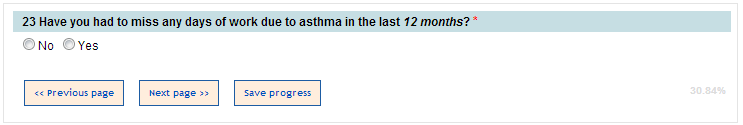 23 Have you had to miss any days of work due to asthma in the last 12 months? *
No Yes
<< Previous page Next page >> Save progress 30.84%